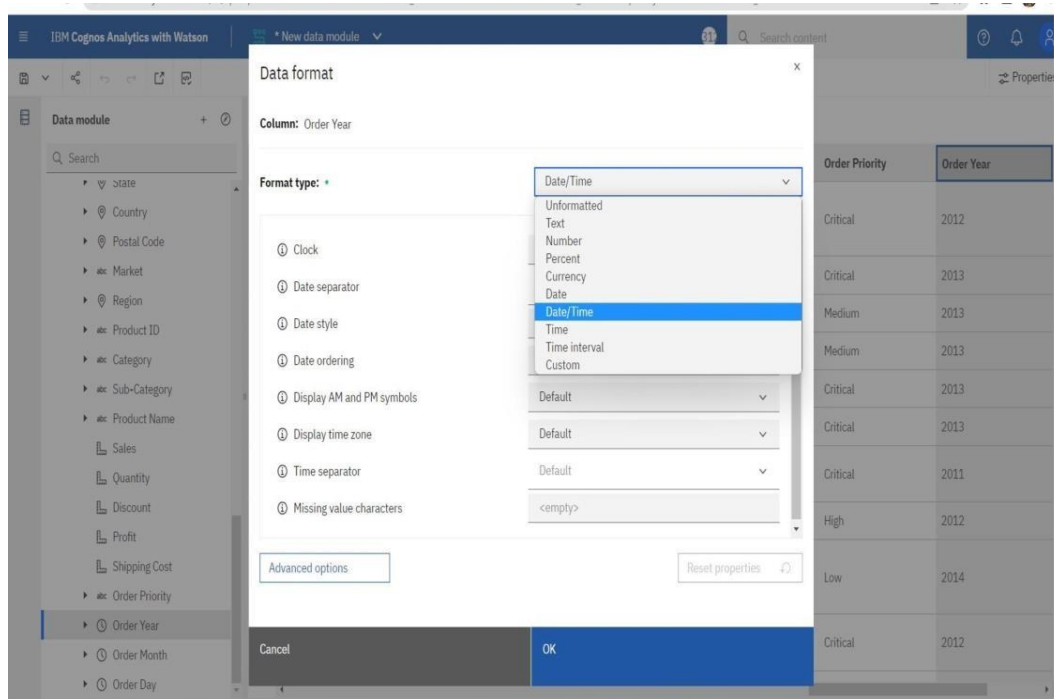 IBM Cognos Analytics with Watson
* New data module
Search content
Properties
Data module
Search
State
Country
Postal Code
abc Market
Region
abc Product ID
abc Category
abc Sub-Category
abc Product Name
Sales
Quantity
Discount
Profit
Shipping Cost
abc Order Priority
Order Year
Order Month
Order Day
Data format
x
Column: Order Year
Format type: *
Date/Time
Unformatted
Text
Number
Percent
Currency
Date
Date/Time
Time
Time interval
Custom
Clock
Date separator
Date style
Date ordering
Display AM and PM symbols
Default
Display time zone
Default
Time separator
Default
Missing value characters
<empty>
Advanced options
Reset properties
Cancel
OK
Order Priority Order Year
Critical 2012
Critical 2013
Medium 2013
Medium 2013
Critical 2013
Critical 2013
Critical 2011
High 2012
Low 2014
Critical 2012